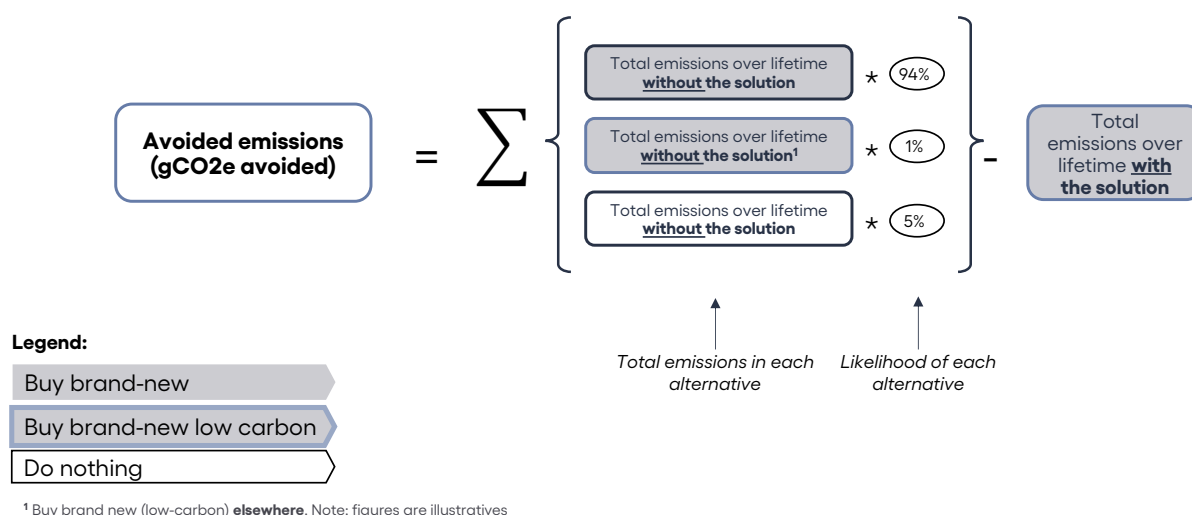 Total emissions over lifetime
without the solution
* 94%
Avoided emissions
(gCO2e avoided)
= ∑
Total emissions over lifetime
without the solution¹
* 1%
-
Total
emissions over
lifetime with
the solution
Total emissions over lifetime
without the solution
* 5%
Total emissions in each
alternative
Likelihood of each
alternative
Legend:
Buy brand-new
Buy brand-new low carbon
Do nothing
¹ Buy brand new (low-carbon) elsewhere. Note: figures are illustratives